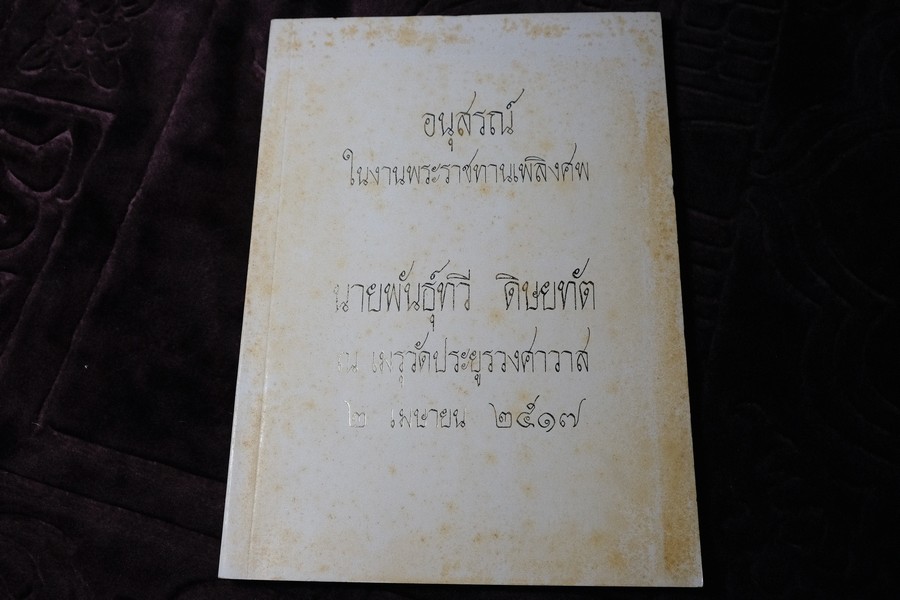 อนุสรณ์
ในงานพระราชทานเพลิงศพ
นายพันธุ์ทวี ดิษยทัต
ณ เมรุวัดประยูรวงศาวาส
๒ เมษายน ๒๕๑๗